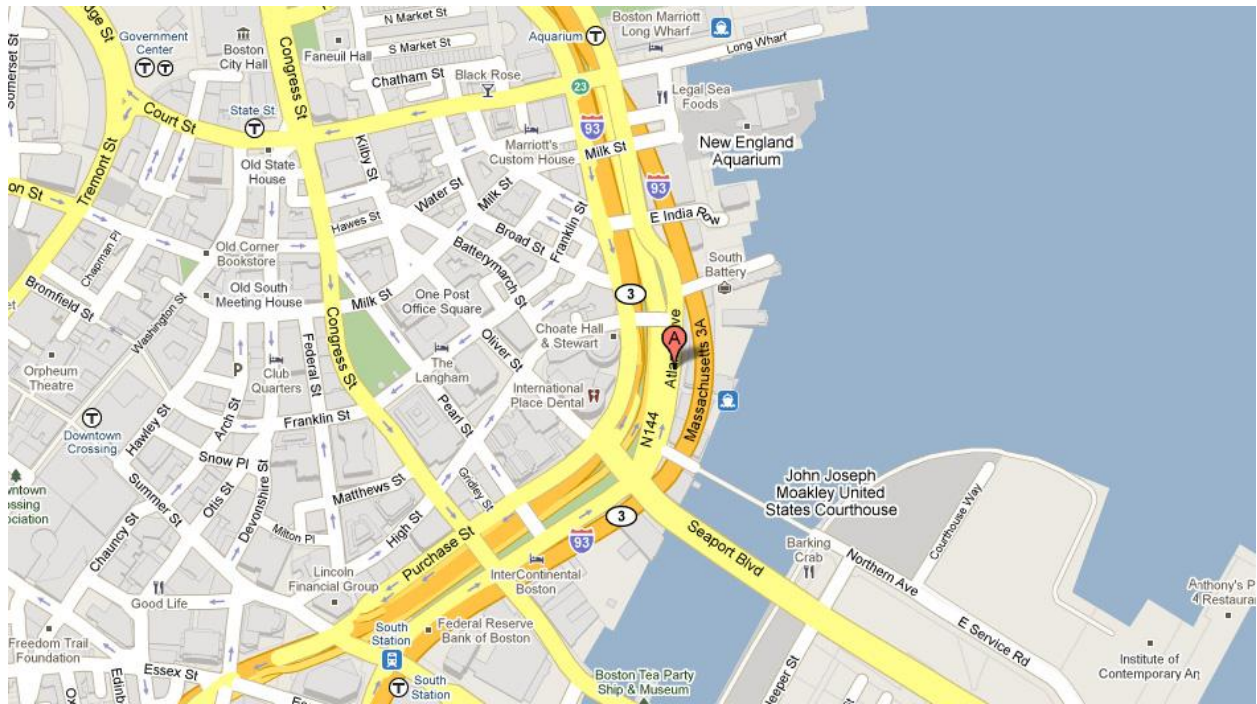 Somerset St
Government
Center
Boston
City Hall
Congress St
Faneuil Hall
N Market St
S Market St
Chatham St
Aquarium
Boston Marriott
Long Wharf
Long Wharf
Black Rose
23
93
Legal Sea
Foods
New England
Aquarium
Court St
State St.
Old State
House
Tremont St
Kilby St
Marriott's
Custom House
Milk St
93
Water St
Milk St
Hawes St
Broad St
Franklin St
E India Row
South
Battery
Chapman Pl
Old Corner
Bookstore
Batterymarch St
Bromfield St
Washington St
Old South
Meeting House
Milk St
One Post
Office Square
3
Choate Hall
& Stewart
A
Massachusetts 3A
Congress St
Oliver St
Orpheum
Theatre
P
Club
Quarters
Federal St
The
Langham
International
Place Dental
Downtown
Crossing
Hawley St
Arch St
Franklin St
Pearl St
N144
Snow Pl
Summer St
Otis St
Devonshire St
Matthews St
Gridley St
John Joseph
Moakley United
States Courthouse
Courthouse Way
Chauncy St
Milton Pl
High St
Purchase St
93
3
Seaport Blvd
Barking
Crab
Northern Ave
Lincoln
Financial Group
InterContinental
Boston
Good Life
Freedom Trail
Foundation
South
Station
Federal Reserve
Bank of Boston
E Service Rd
Institute of
Contemporary
Essex St
South
Station
Boston Tea Party
Ship & Museum